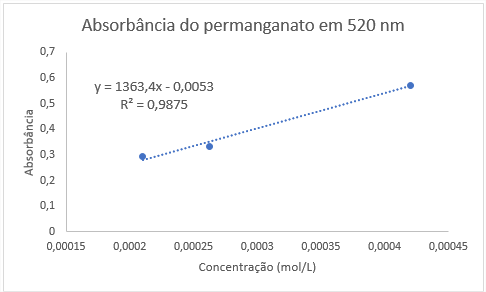 Absorbância do permanganato em 520 nm
0,7
0,6
0,5
0,4
0,3
0,2
0,1
0
Absorbância
y = 1363,4x - 0,0053
R² = 0,9875
0,00015 0,0002 0,00025 0,0003 0,00035 0,0004 0,00045
Concentração (mol/L)